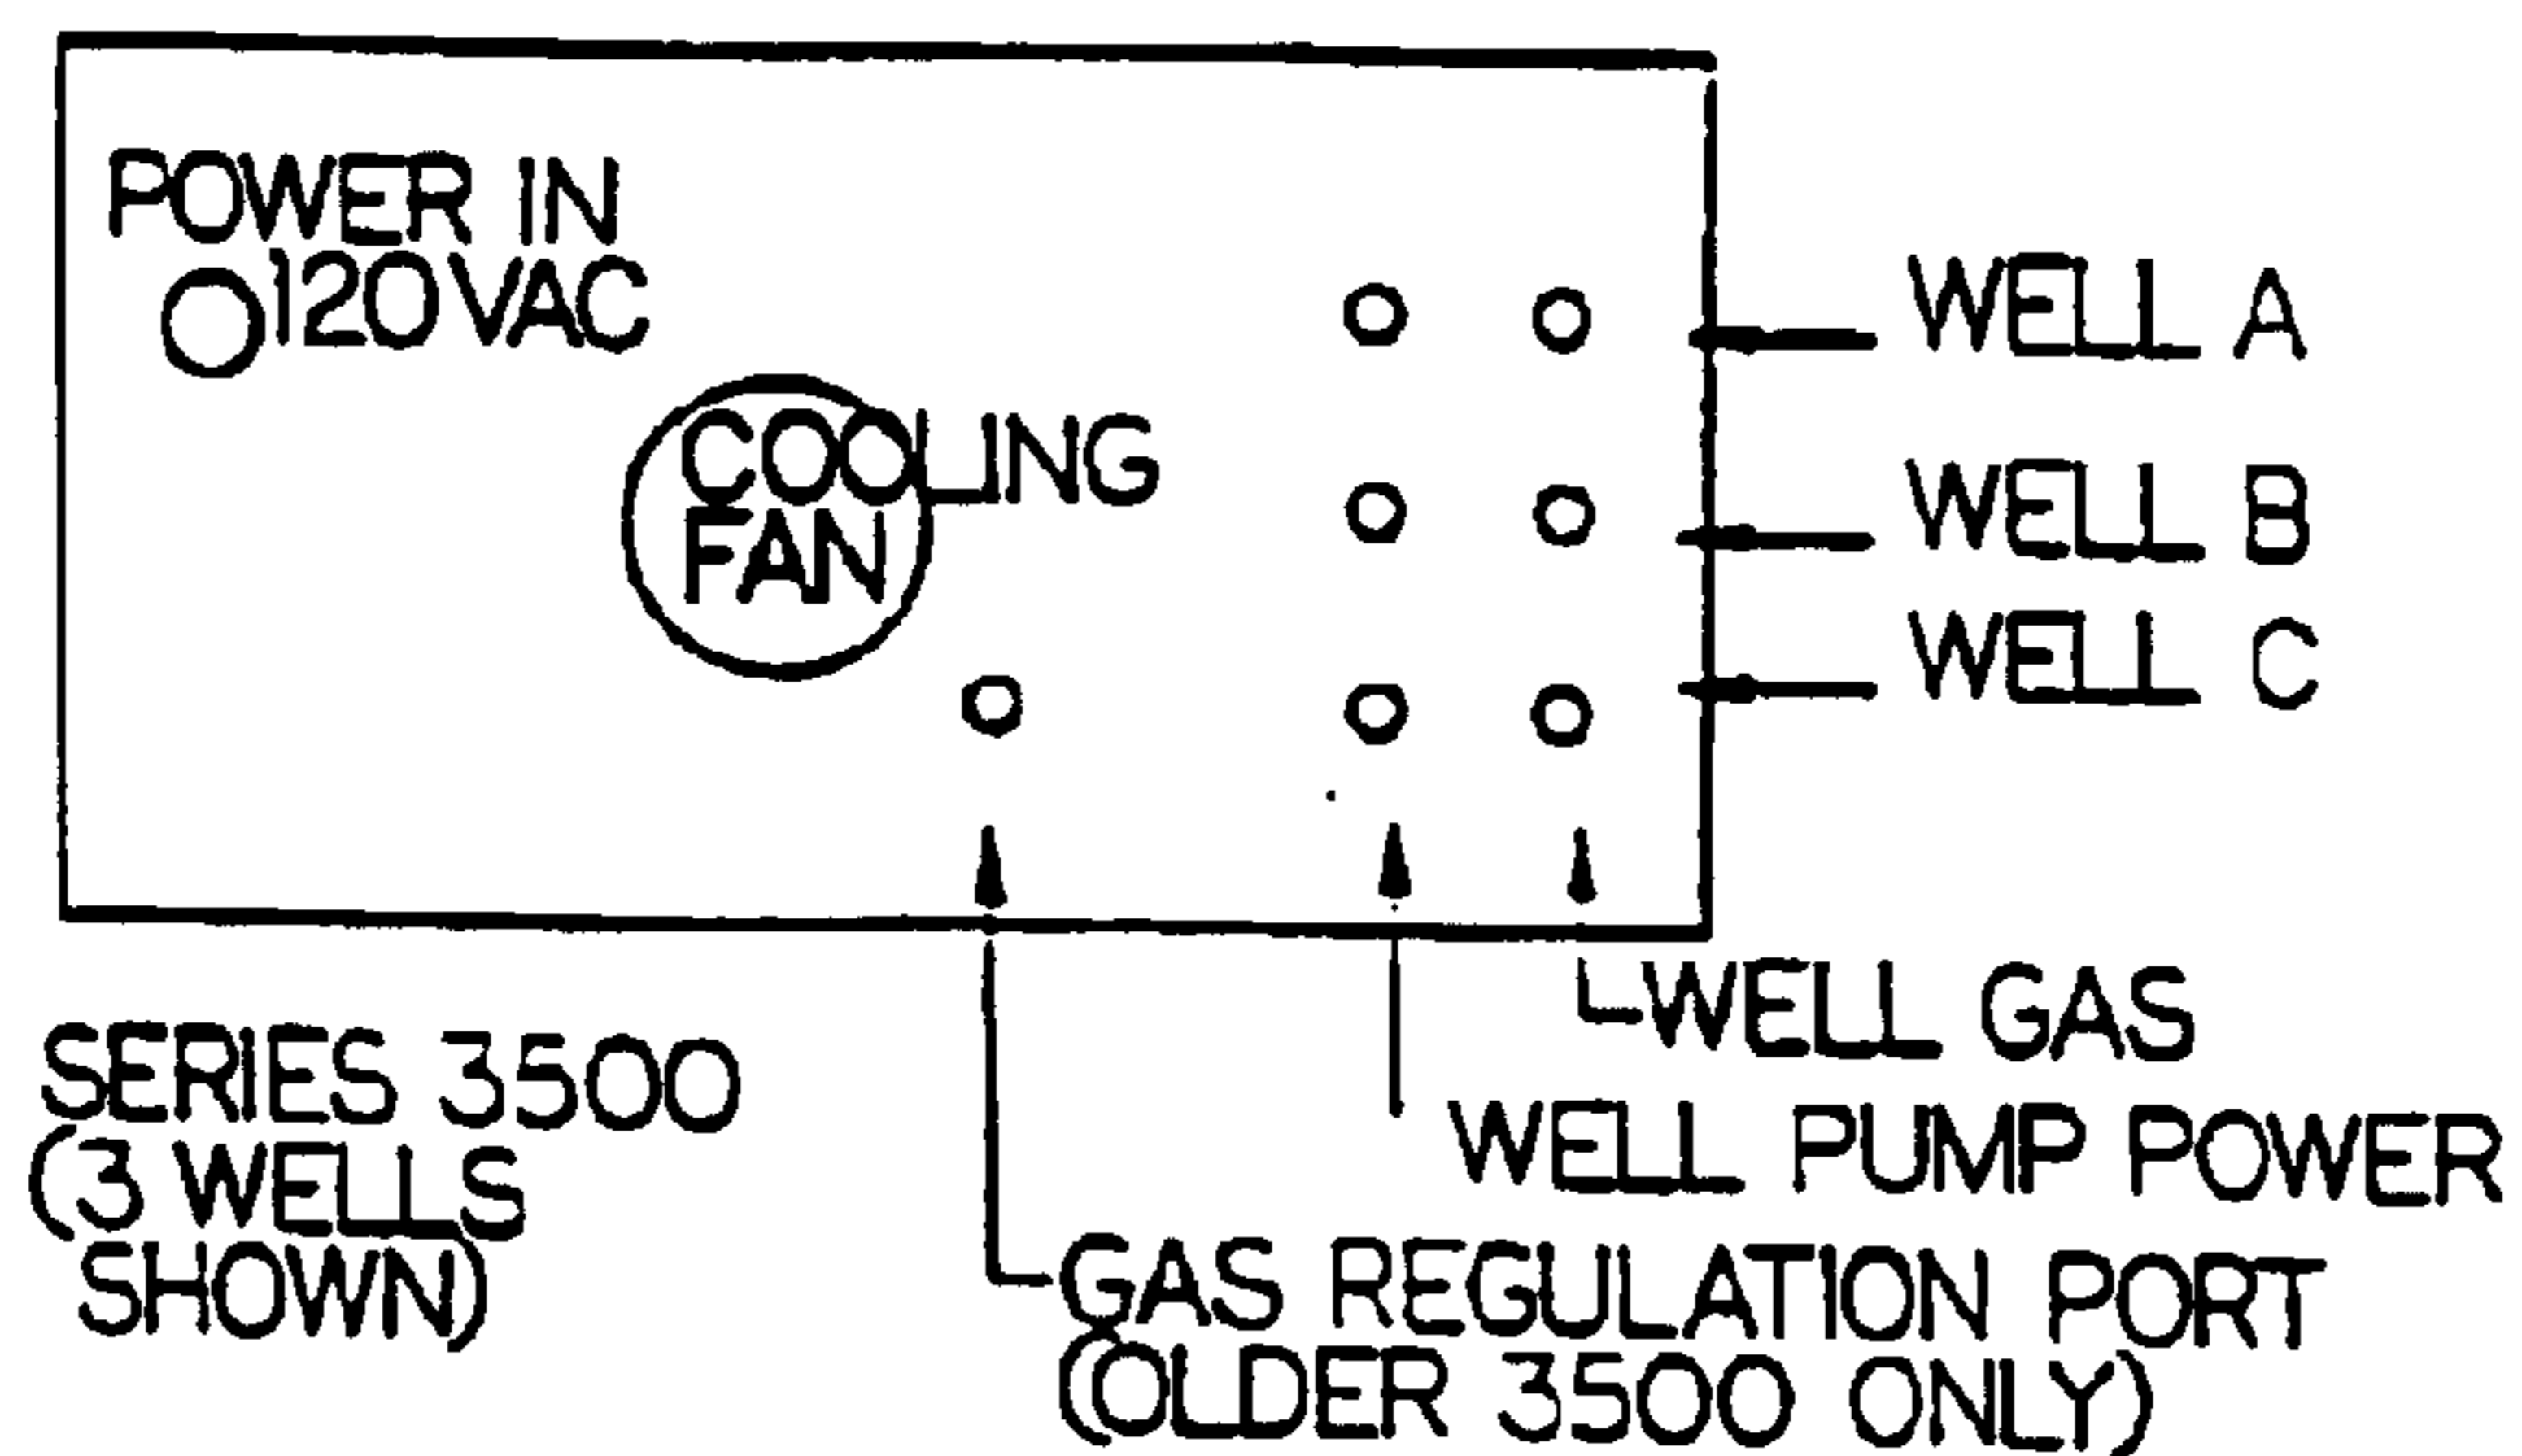 POWER IN
120VAC
COOLING
FAN
WELL A
WELL B
WELL C
WELL GAS
WELL PUMP POWER
GAS REGULATION PORT
(OLDER 3500 ONLY)
SERIES 3500
(3 WELLS
SHOWN)